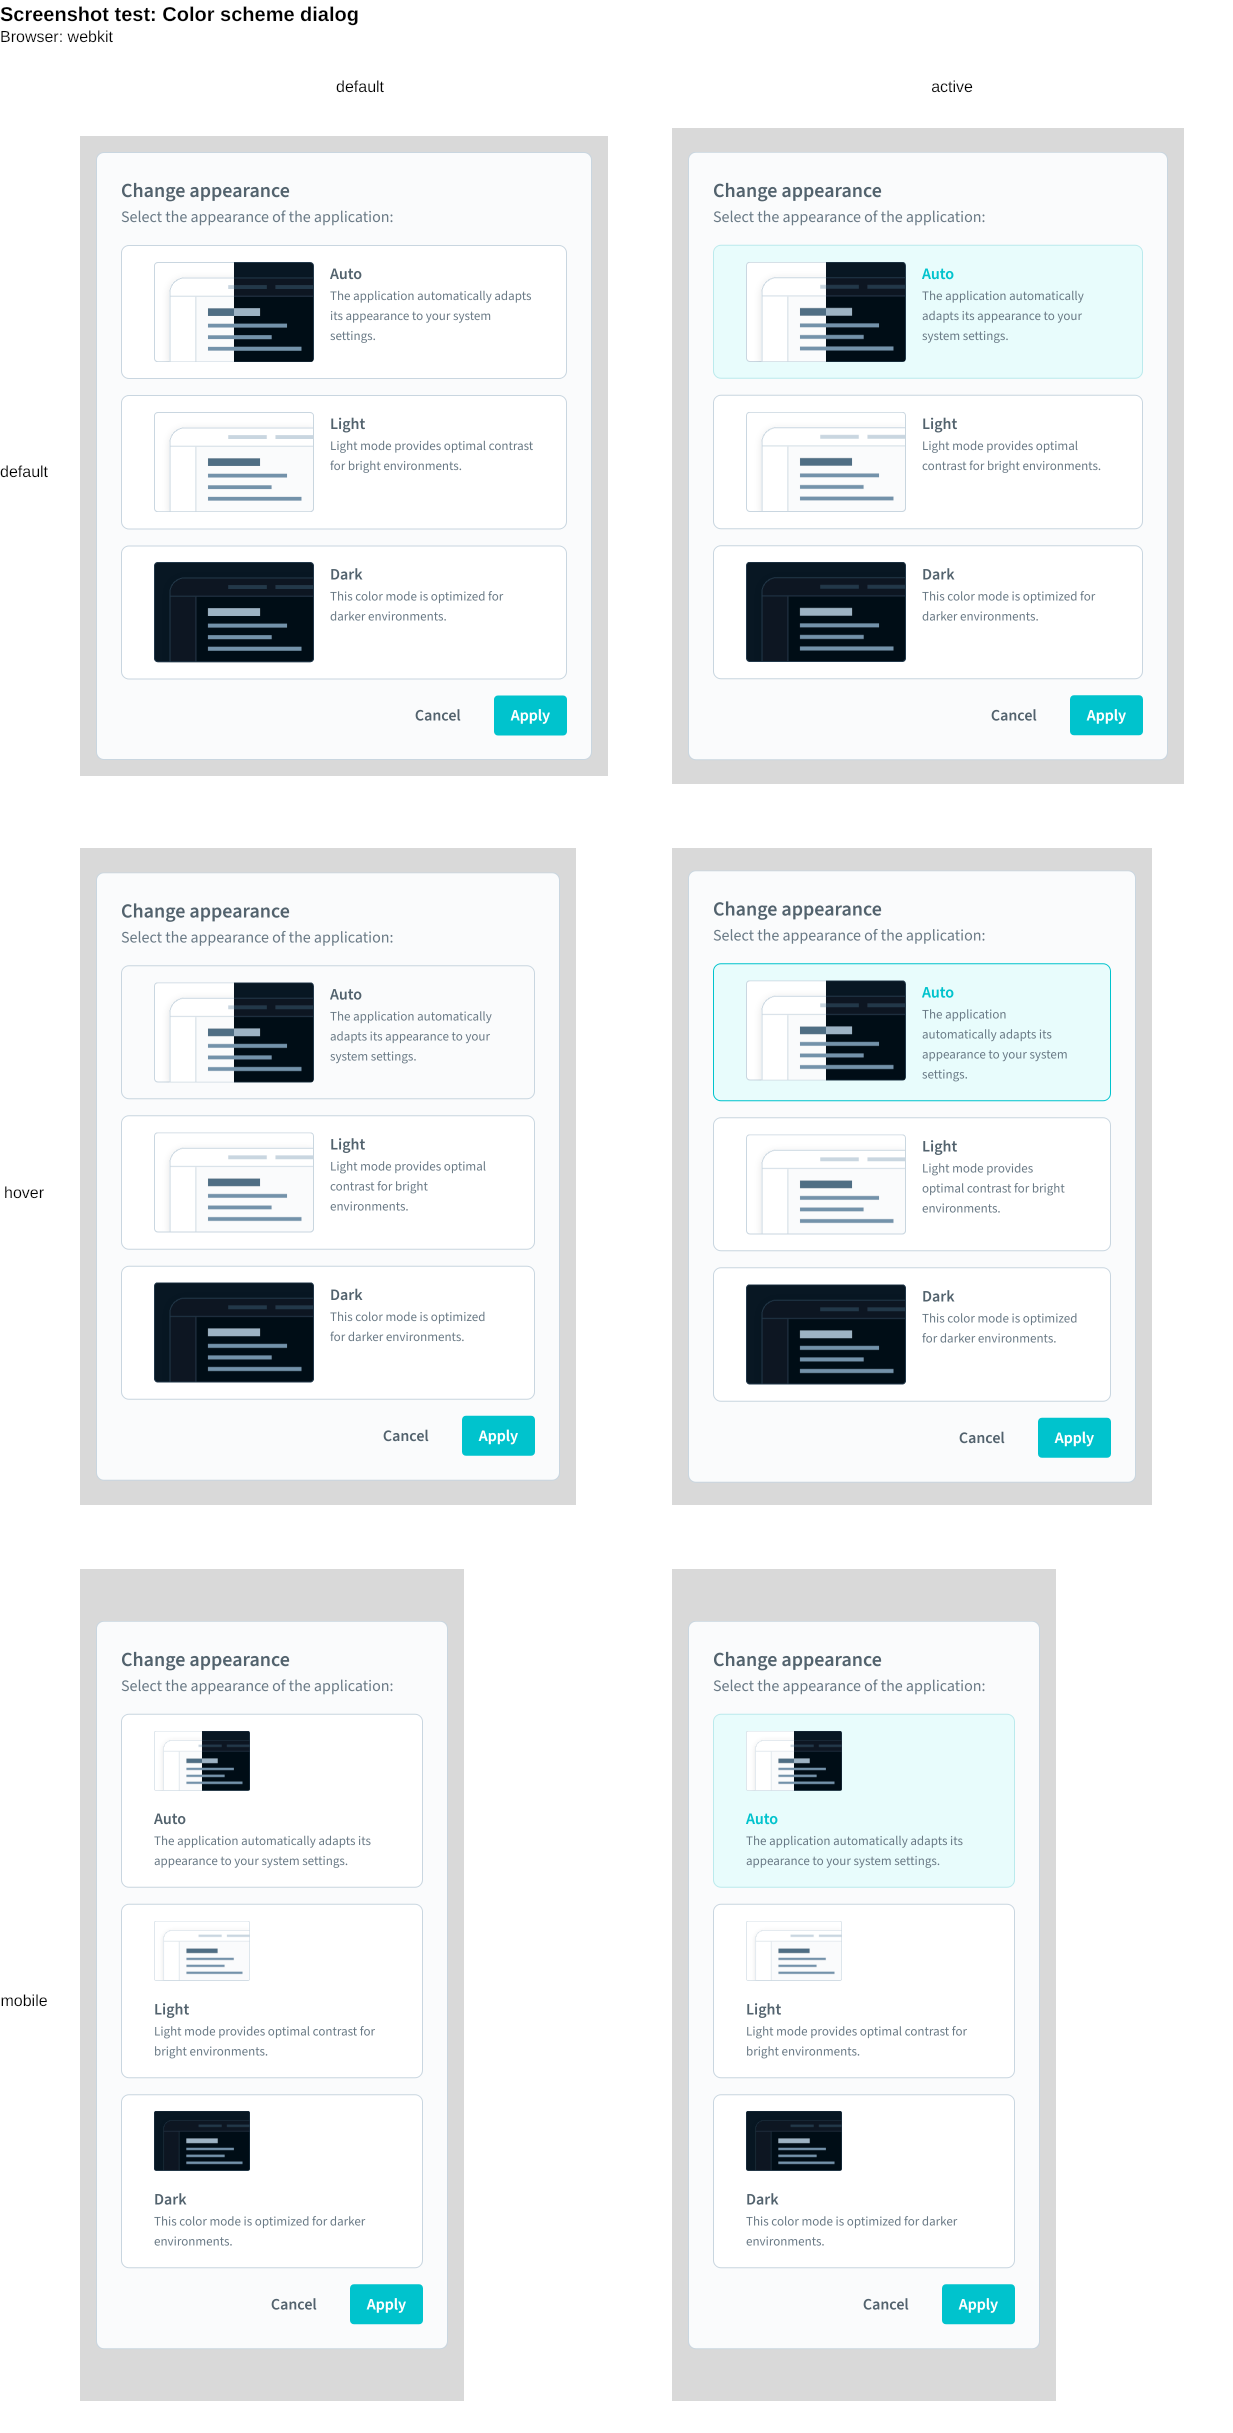 Screenshot test: Color scheme dialog
Browser: webkit
default
active
default
Change appearance
Select the appearance of the application:
Auto
The application automatically adapts
its appearance to your system
settings.
Light
Light mode provides optimal contrast
for bright environments.
Dark
This color mode is optimized for
darker environments.
Cancel
Apply
Change appearance
Select the appearance of the application:
Auto
The application automatically
adapts its appearance to your
system settings.
Light
Light mode provides optimal
contrast for bright environments.
Dark
This color mode is optimized for
darker environments.
Cancel
Apply
hover
Change appearance
Select the appearance of the application:
Auto
The application automatically
adapts its appearance to your
system settings.
Light
Light mode provides optimal
contrast for bright
environments.
Dark
This color mode is optimized
for darker environments.
Cancel
Apply
Change appearance
Select the appearance of the application:
Auto
The application
automatically adapts its
appearance to your system
settings.
Light
Light mode provides
optimal contrast for bright
environments.
Dark
This color mode is optimized
for darker environments.
Cancel
Apply
mobile
Change appearance
Select the appearance of the application:
Auto
The application automatically adapts its
appearance to your system settings.
Light
Light mode provides optimal contrast for
bright environments.
Dark
This color mode is optimized for darker
environments.
Cancel
Apply
Change appearance
Select the appearance of the application:
Auto
The application automatically adapts its
appearance to your system settings.
Light
Light mode provides optimal contrast for
bright environments.
Dark
This color mode is optimized for darker
environments.
Cancel
Apply